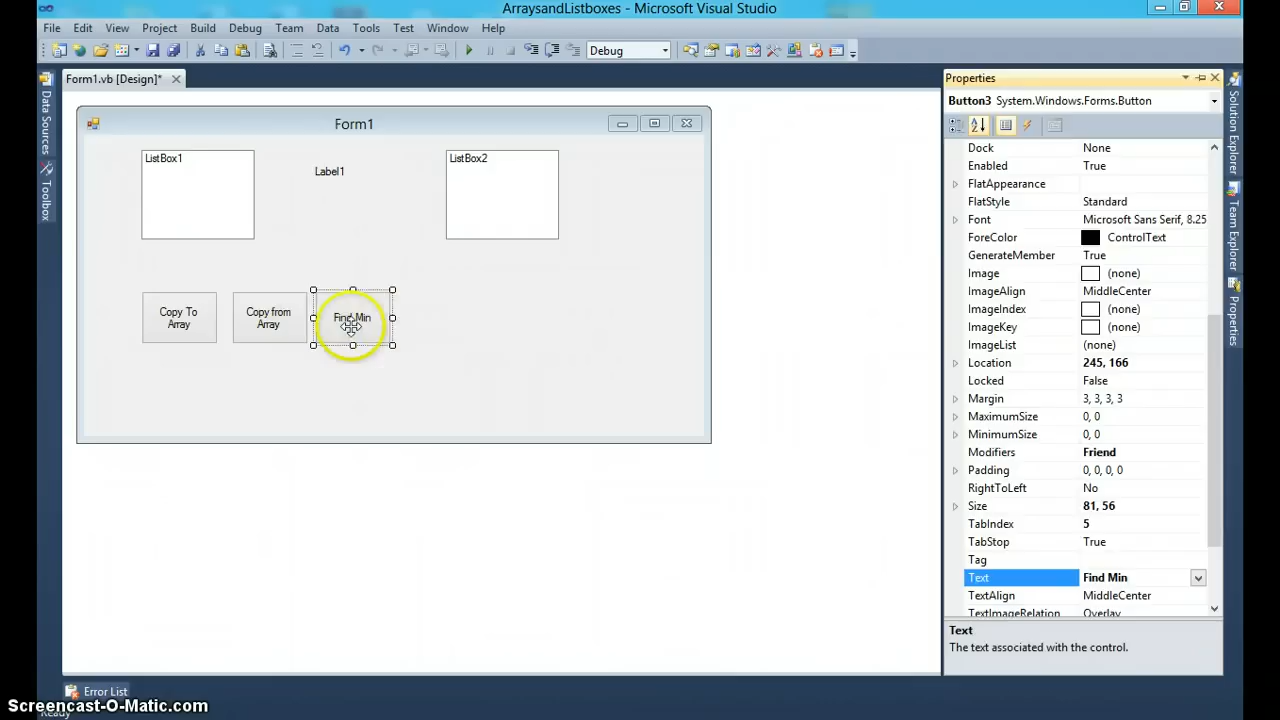 ArraysandListboxes - Microsoft Visual Studio
File Edit View Project Build Debug Team Data Tools Test Window Help
Debug
Form1.vb [Design]*
Data Sources
Toolbox
Form1
ListBox1
Label1
ListBox2
Copy To
Array
Copy from
Array
Find Min
Properties
Button3 System.Windows.Forms.Button
Dock None
Enabled True
FlatAppearance
FlatStyle Standard
Font Microsoft Sans Serif, 8.25
ForeColor ControlText
GenerateMember True
Image (none)
ImageAlign MiddleCenter
ImageIndex (none)
ImageKey (none)
ImageList (none)
Location 245, 166
Locked False
Margin 3, 3, 3, 3
MaximumSize 0, 0
MinimumSize 0, 0
Modifiers Friend
Padding 0, 0, 0, 0
RightToLeft No
Size 81, 56
TabIndex 5
TabStop True
Tag
Text Find Min
TextAlign MiddleCenter
TextImageRelation Overlay
Text
The text associated with the control.
Solution Explorer
Team Explorer
Properties
Error List
Screencast-O-Matic.com
Ready